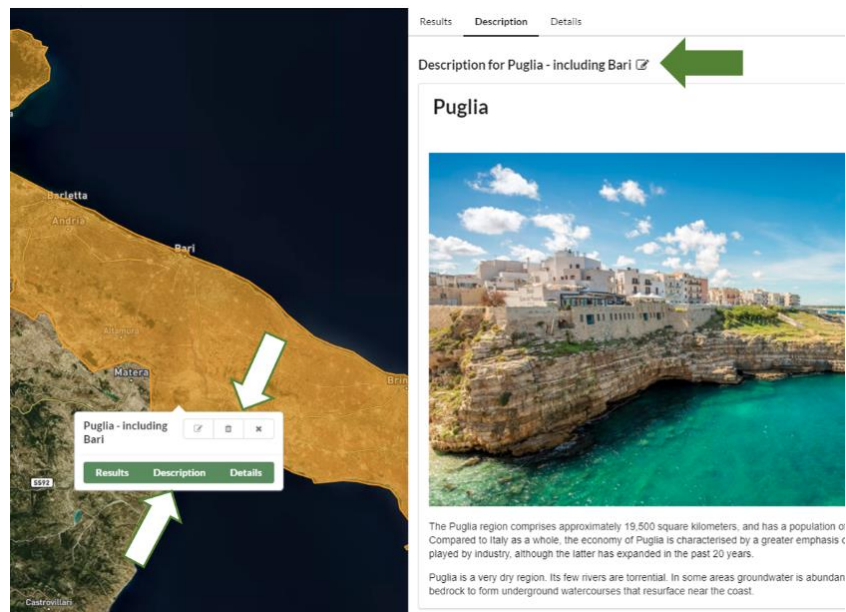 Results Description Details
Description for Puglia - including Bari
Puglia
Barletta
Andria
Bari
Altamura
Matera
Brin
Puglia - including
Bari
Results Description Details
SS92
Castrovillari
The Puglia region comprises approximately 19,500 square kilometers, and has a population of
Compared to Italy as a whole, the economy of Puglia is characterised by a greater emphasis
played by industry, although the latter has expanded in the past 20 years.
Puglia is a very dry region. Its few rivers are torrential. In some areas groundwater is
bedrock to form underground watercourses that resurface near the coast.